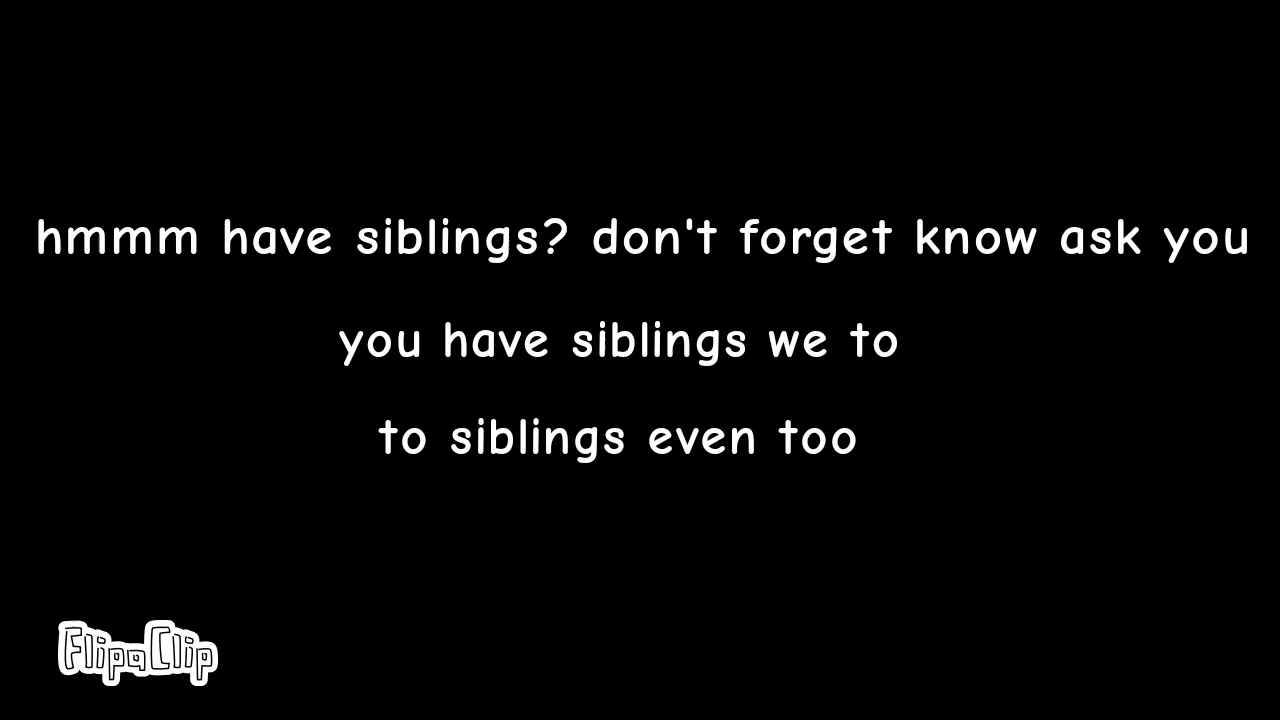 hmmm have siblings? don't forget know ask you
you have siblings we to
to siblings even too
FlipaClip